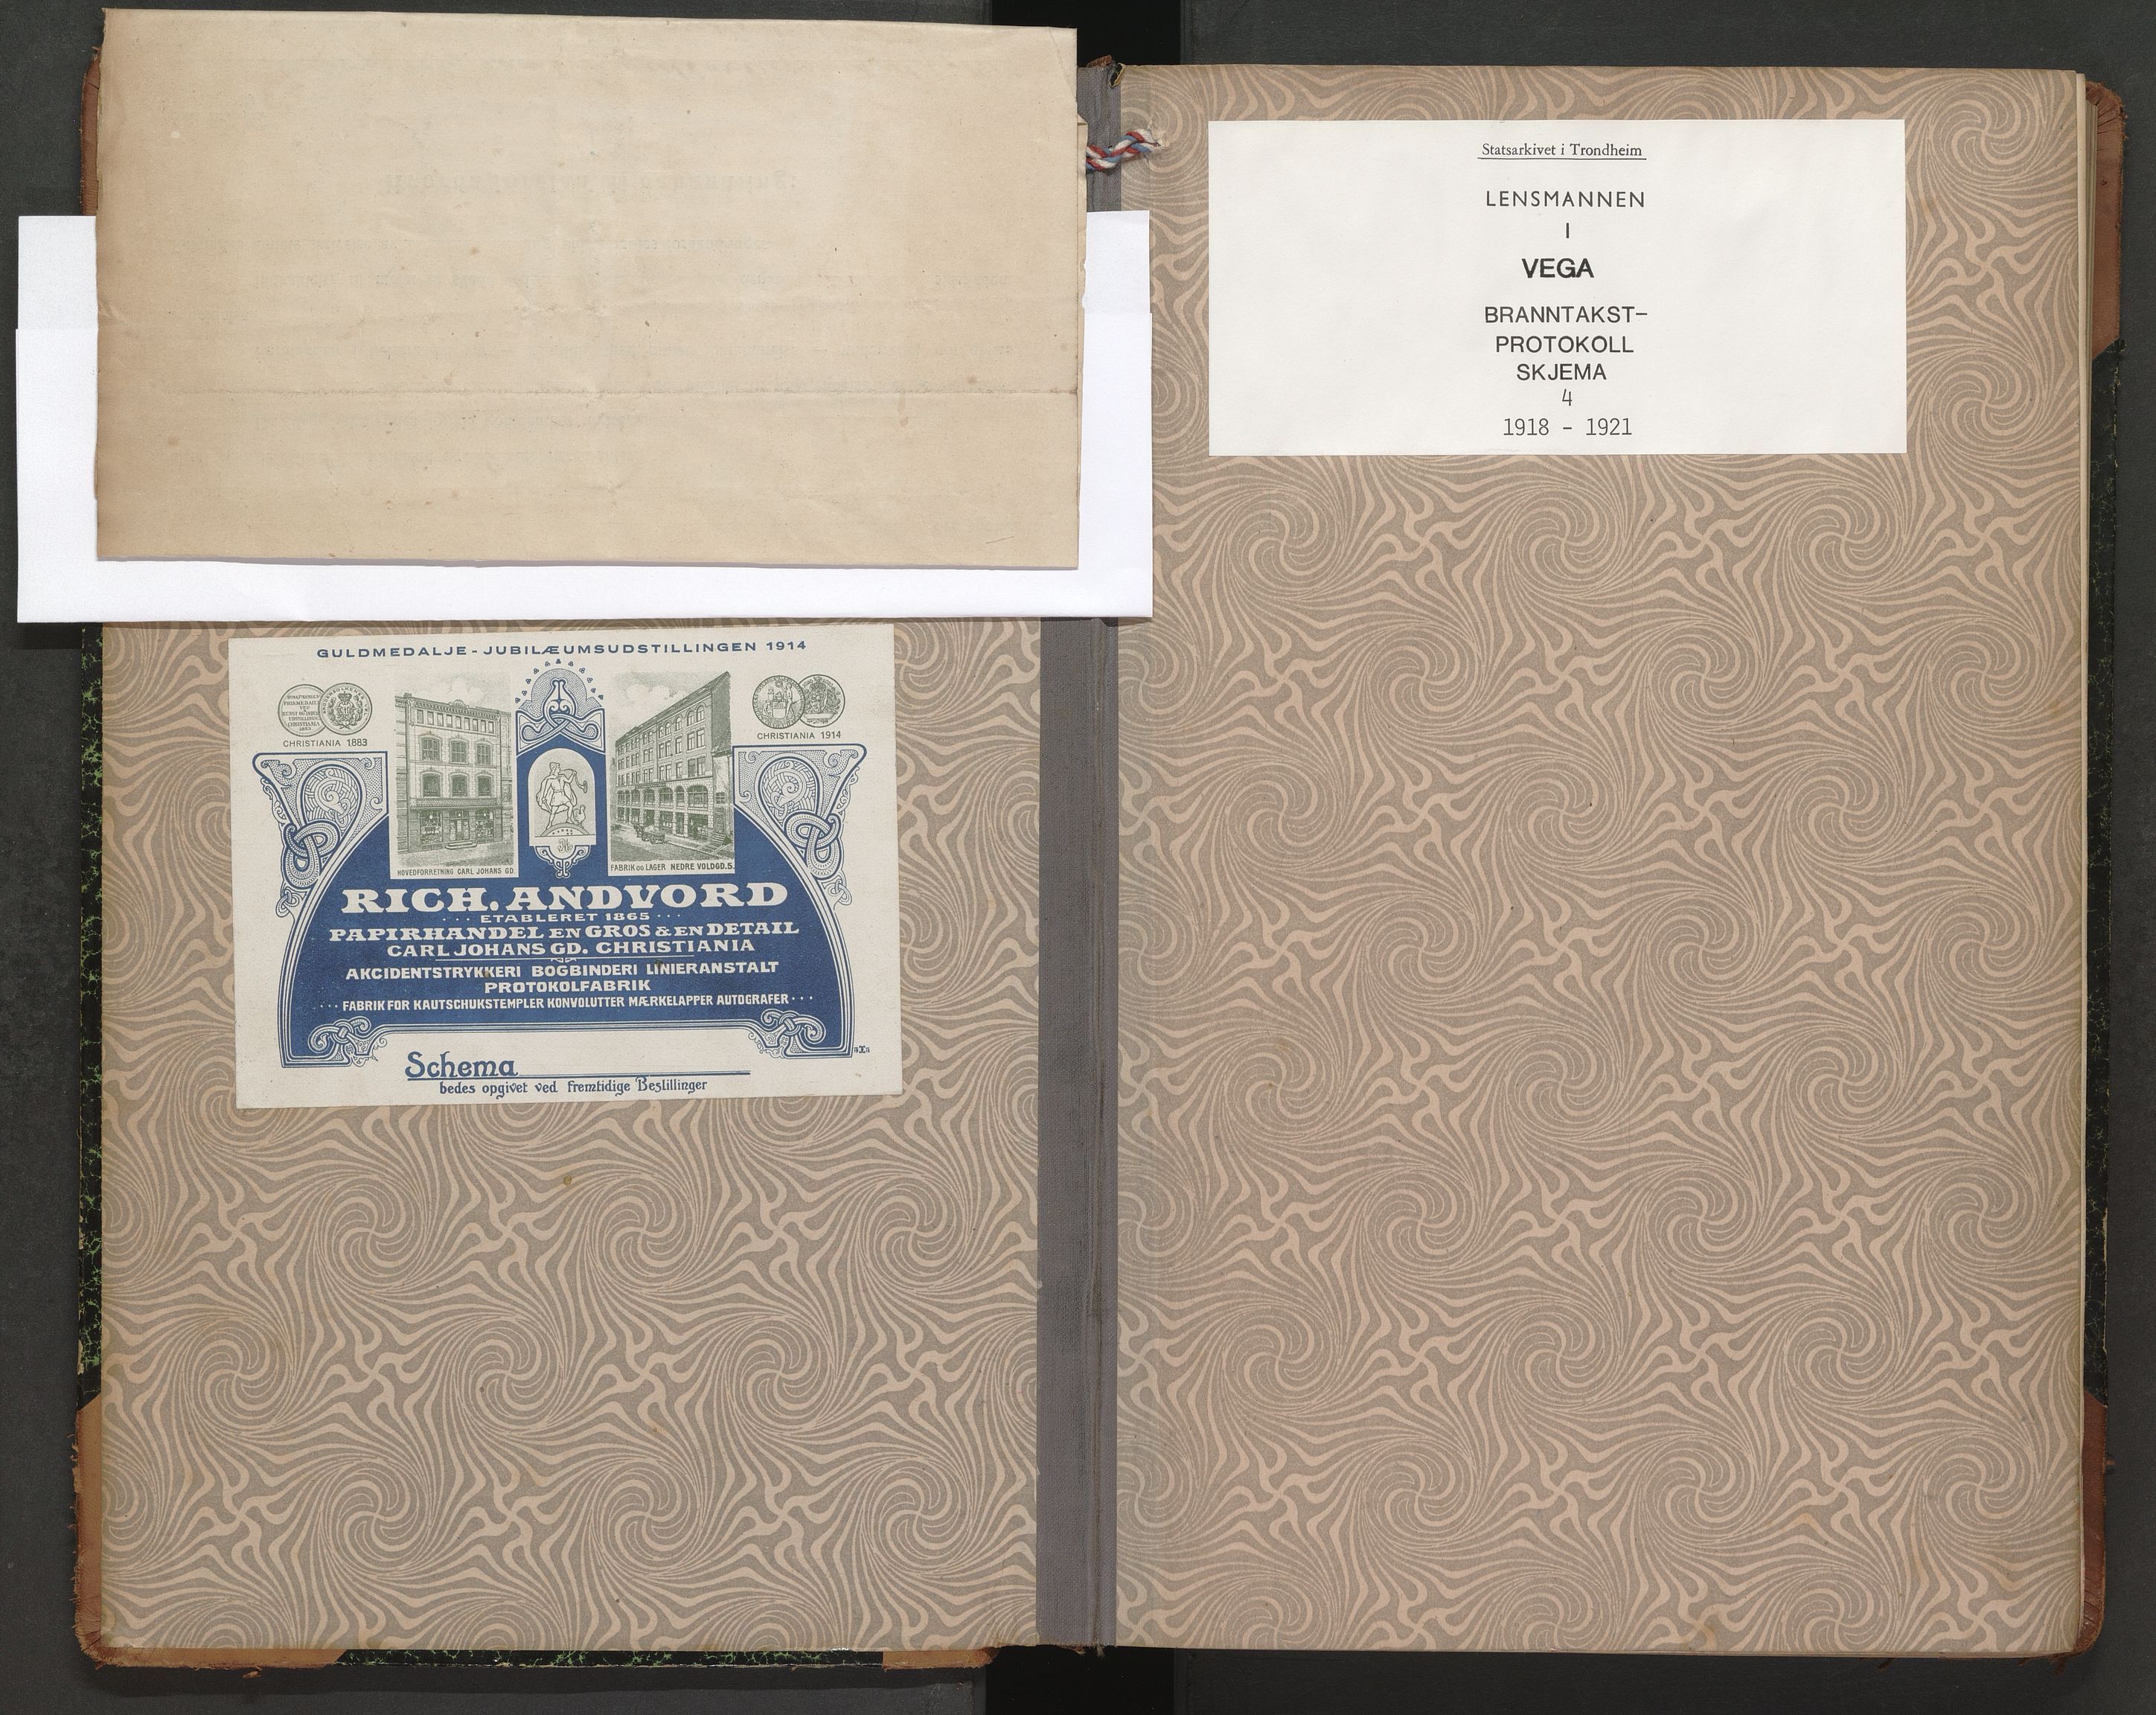 GULDMEDALJE - JUBILÆUMSUDSTILLINGEN 1914
CHRISTIANIA 1883
CHRISTIANIA 1914
HOVEDFORRETNING CARL JOHANS GD.
FABRIK OG LAGER NEDRE VOLDGD. 5.
RICH. ANDVORD
ETABLERET 1865
PAPIRHANDEL EN GROS & EN DETAIL
CARL JOHANS GD. CHRISTIANIA
AKCIDENTSTRYKKERI BOGBINDERI LINIERANSTALT
PROTOKOLFABRIK
FABRIK FOR KAUTSCHUKSTEMPLER KONVOLUTTER MÆRKELAPPER AUTOGRAFER
Schema
bedes opgivet ved fremtidige Bestillinger
Statsarkivet i Trondheim
LENSMANNEN
I
VEGA
BRANNTAKST-
PROTOKOLL
SKJEMA
4
1918 - 1921